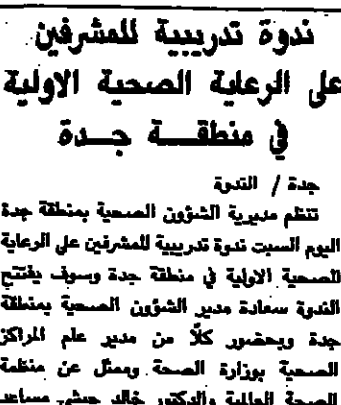 ندوة تدريبية للمشرفين
على الرعاية الصحية الاولية
في منطقة جدة
جدة / الندوة
تنظم مديرية الشؤون الصحية بمنطقة جدة
اليوم السبت ندوة تدريبية للمشرفين على الرعاية
الصحية الاولية في منطقة جدة وسوف يفتتح
الندوة سعادة مدير الشؤون الصحية بمنطقة
جدة وبحضور كلاً من مدير عام المراكز
الصحية بوزارة الصحة وممثل عن منظمة
الصحة العالمية والدكتور خالد حبشي مساعد